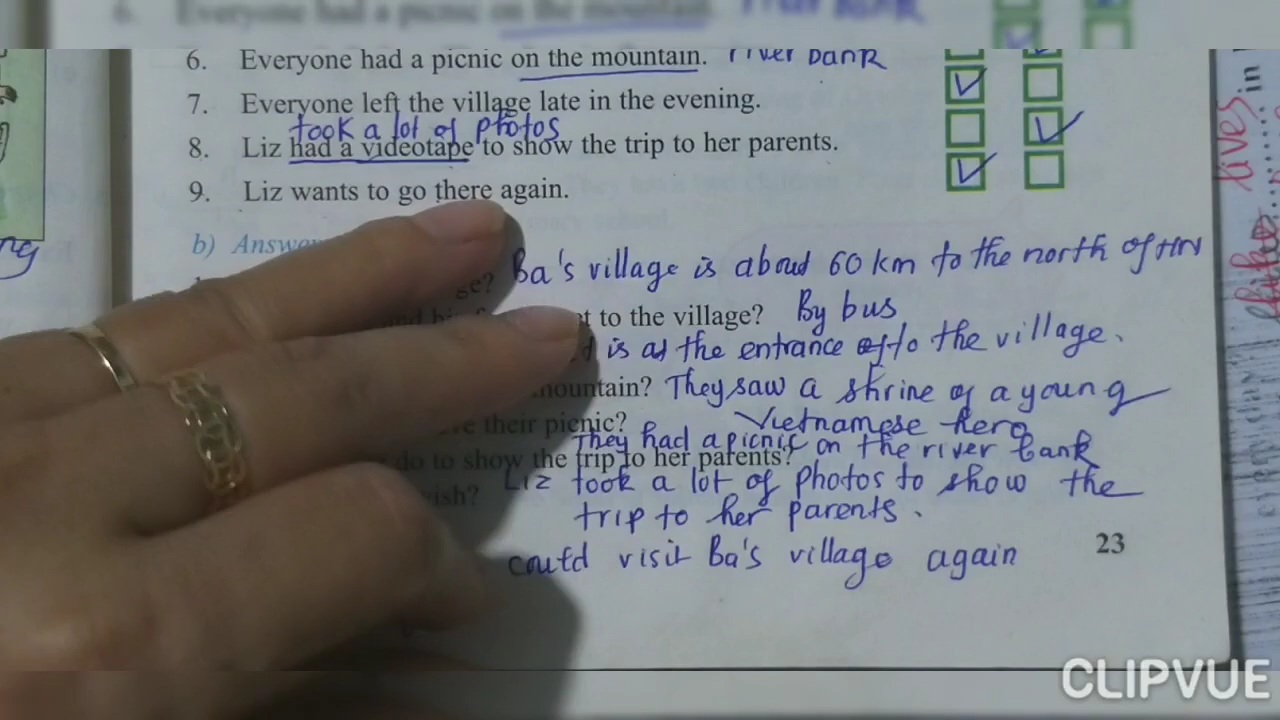 6. Everyone had a picnic on the mountain. river bank
7. Everyone left the village late in the evening.
took a lot of photos
8. Liz had a videotape to show the trip to her parents.
9. Liz wants to go there again.
b)
ge? Ba's village is about 60 km to the north of HN
to the village? By bus
is at the entrance to the village.
mountain? They saw a shrine of a young
Vietnamese hero
their picnic?
They had a picnic on the river bank
do to show the trip to her parents?
Liz took a lot of photos to show the
wish?
trip to her parents.
could visit Ba's village again
23
lives
in
CLIPVUE